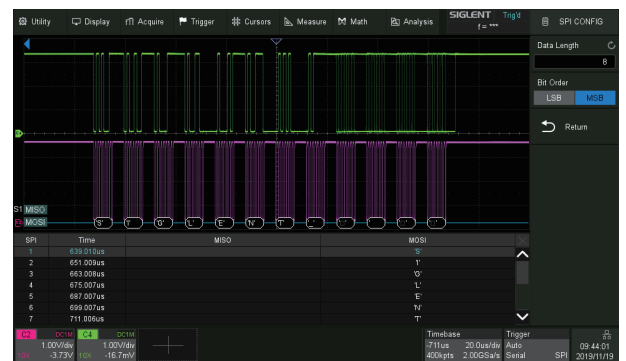 Utility Display Acquire Trigger Cursors Measure Math Analysis SIGLENT Trig'd SPI CONFIG
f = ***
Data Length
8
Bit Order
LSB MSB
Return
C4
S1 MISO
MOSI 'S' 'G' 'L' 'E' 'N' 'T'
SPI Time MISO MOSI
1 639.010us 'S'
2 651.009us 'I'
3 663.008us 'G'
4 675.007us 'L'
5 687.007us 'E'
6 699.007us 'N'
7 711.006us 'T'
C2 DC1M C4 DC1M Timebase Trigger
1.00V/div 1.00V/div -711us 20.0us/div Auto 09:44:01
10X -3.73V 10X -16.7mV 400kpts 2.00GSa/s Serial SPI 2019/11/19